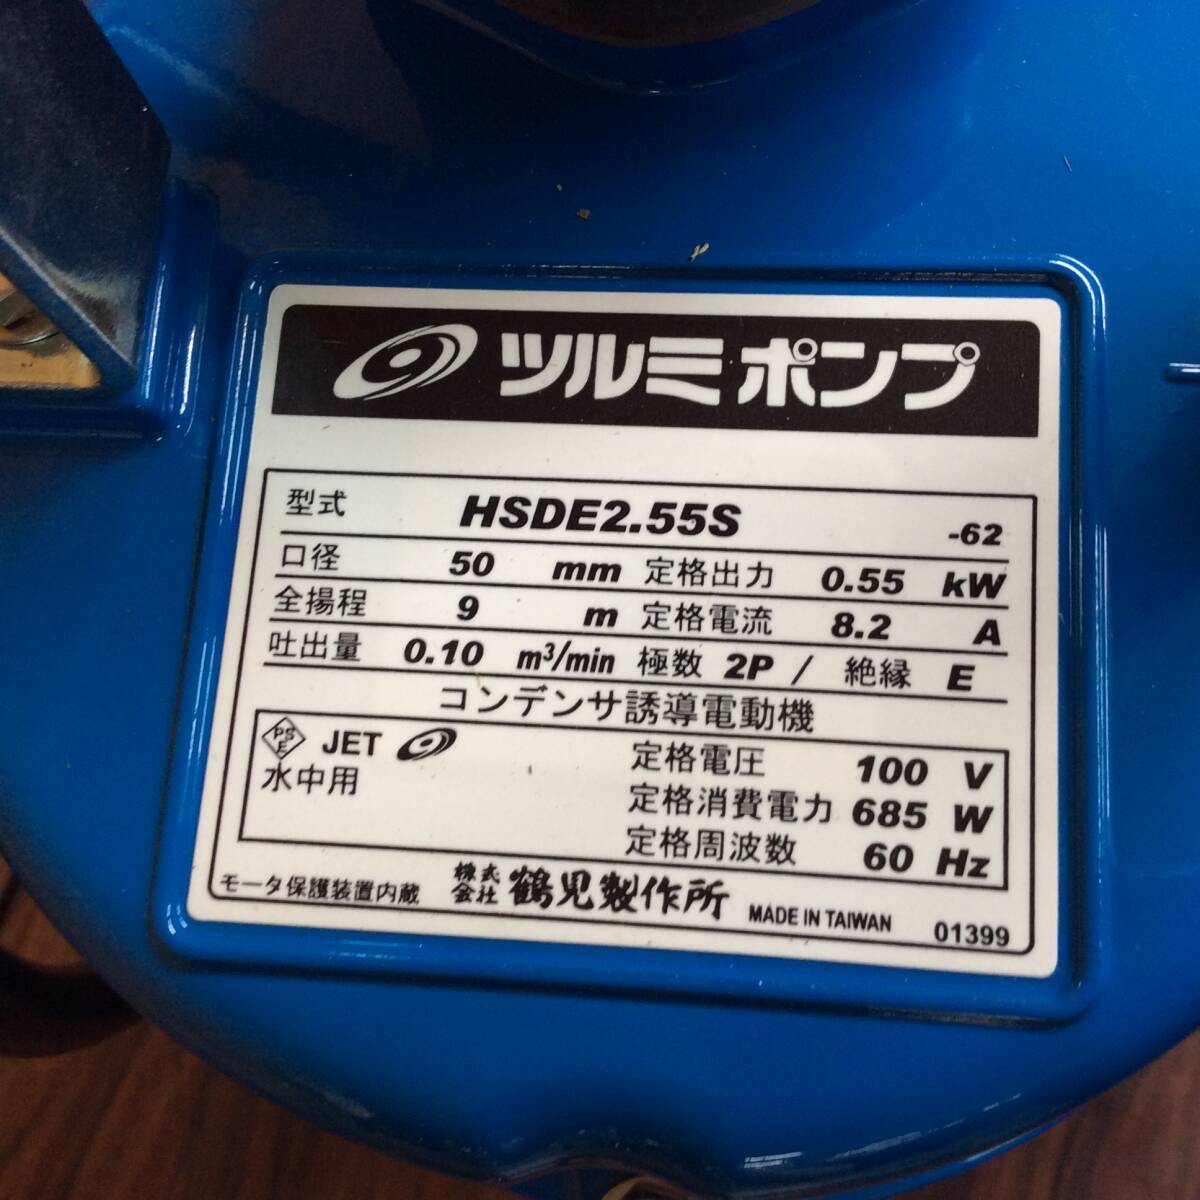 ツルミポンプ
型式 HSDE2.55S -62
口径 50 mm 定格出力 0.55 kW
全揚程 9 m 定格電流 8.2 A
吐出量 0.10 m³/min 極数 2P / 絶縁 E
コンデンサ誘導電動機
PSE JET 定格電圧 100 V
水中用 定格消費電力 685 W
定格周波数 60 Hz
モータ保護装置内蔵 株式会社 鶴見製作所 MADE IN TAIWAN 01399